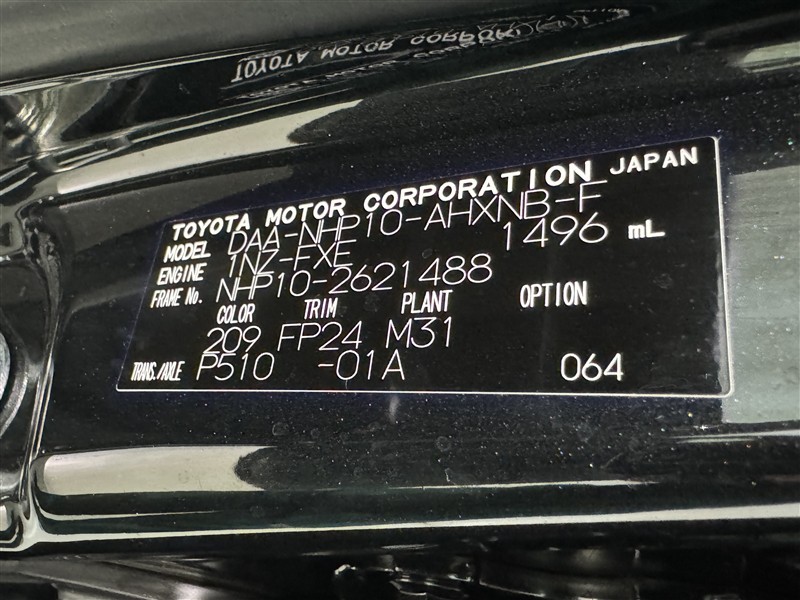 TOYOTA MOTOR CORPORATION JAPAN
MODEL DAA-NHP10-AHXNB-F
ENGINE 1NZ-FXE 1496 mL
FRAME No. NHP10-2621488
COLOR TRIM PLANT OPTION
209 FP24 M31
TRANS./AXLE P510 -01A 064